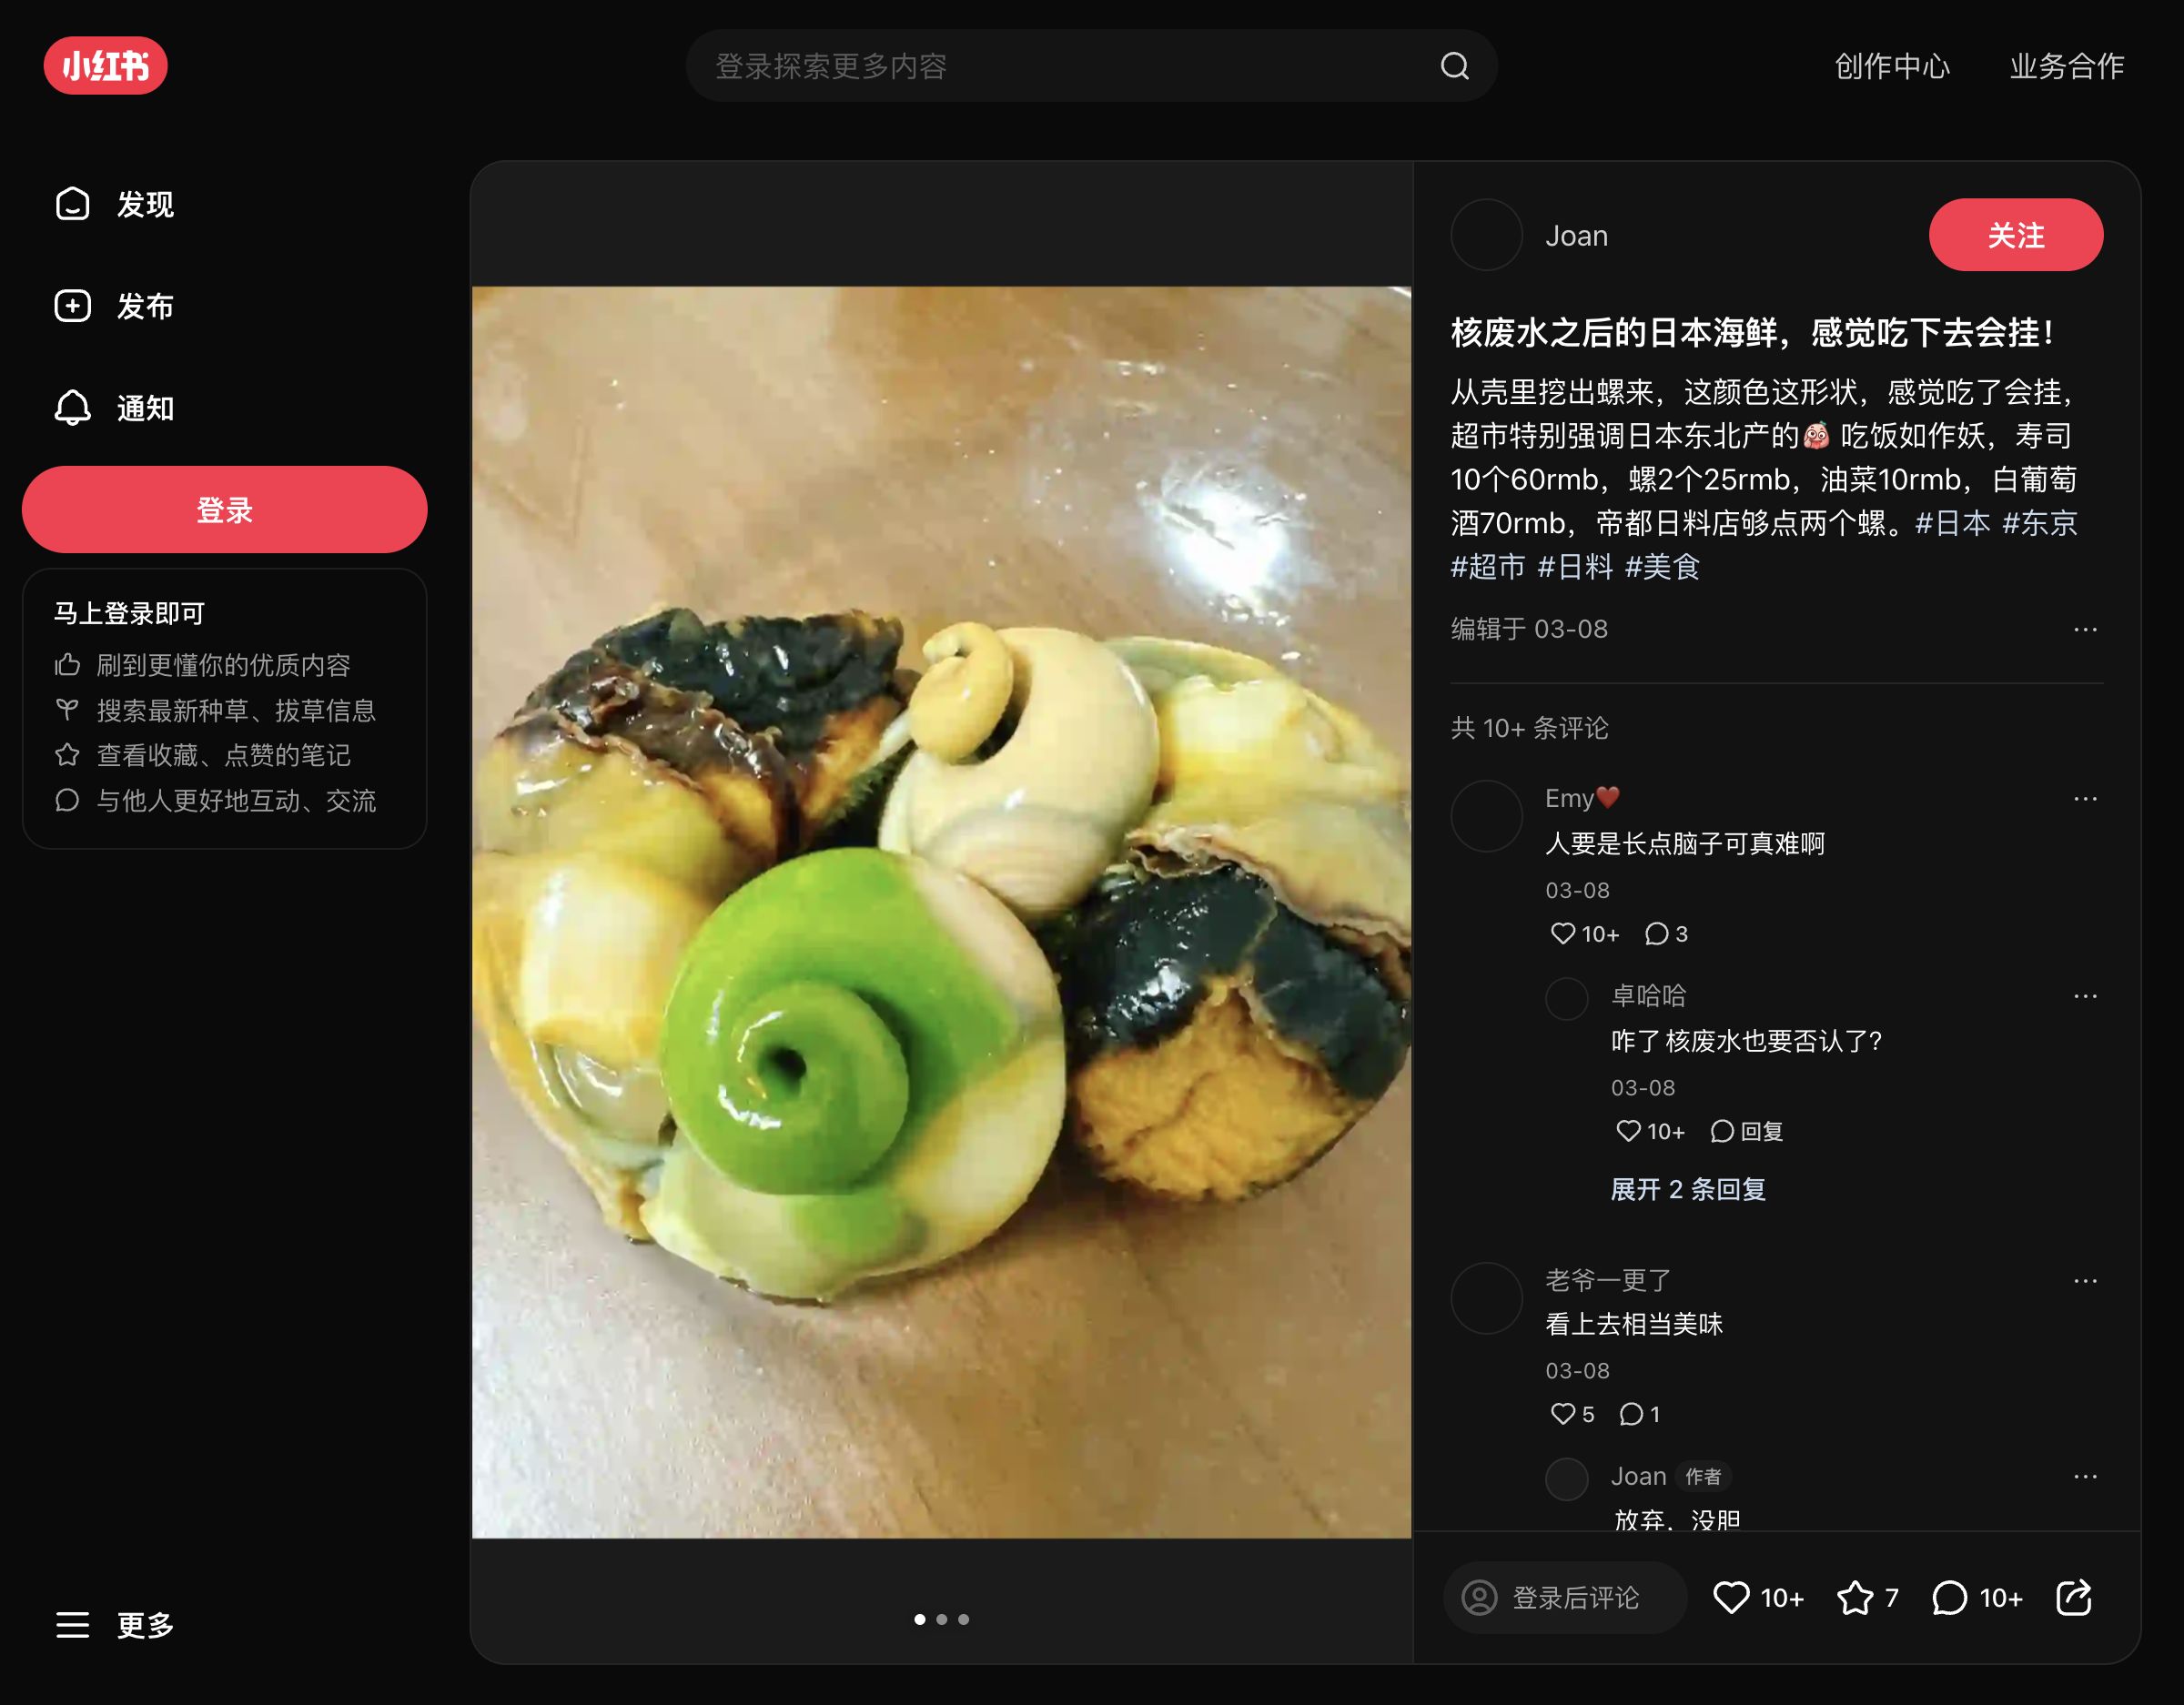 小红书
登录探索更多内容
创作中心
业务合作
发现
发布
通知
登录
马上登录即可
刷到更懂你的优质内容
搜索最新种草、拔草信息
查看收藏、点赞的笔记
与他人更好地互动、交流
更多
Joan
关注
核废水之后的日本海鲜，感觉吃下去会挂！
从壳里挖出螺来，这颜色这形状，感觉吃了会挂，
超市特别强调日本东北产的👺 吃饭如作妖，寿司
10个60rmb，螺2个25rmb，油菜10rmb，白葡萄
酒70rmb，帝都日料店够点两个螺。#日本 #东京
#超市 #日料 #美食
编辑于 03-08
共 10+ 条评论
Emy❤️
人要是长点脑子可真难啊
03-08
10+ 3
卓哈哈
咋了 核废水也要否认了？
03-08
10+ 回复
展开 2 条回复
老爷一更了
看上去相当美味
03-08
5 1
Joan 作者
放弃，没胆
登录后评论
10+ 7 10+